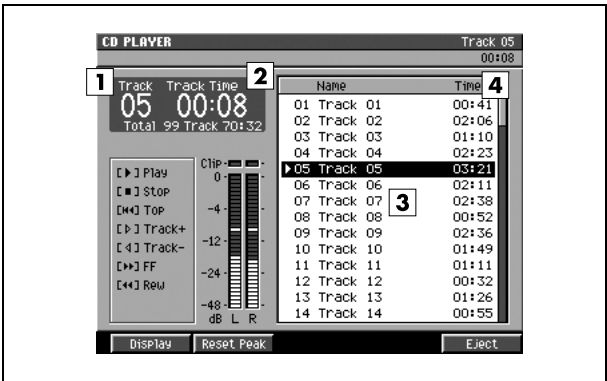 CD PLAYER Track 05
00:08
1 2 4
Track Track Time
05 00:08
Total 99 Track 70:32
Name Time
01 Track 01 00:41
02 Track 02 02:06
03 Track 03 01:10
04 Track 04 02:23
05 Track 05 03:21
06 Track 06 02:11
07 Track 07 02:38
08 Track 08 00:52
09 Track 09 02:36
10 Track 10 01:49
11 Track 11 01:11
12 Track 12 00:32
13 Track 13 01:26
14 Track 14 00:55
3
[▶] Play
[■] Stop
[I◀◀] Top
[▷] Track+
[◁] Track-
[▶▶] FF
[◀◀] Rew
Clip
0
-4
-12
-24
-48
dB L R
Display Reset Peak Eject